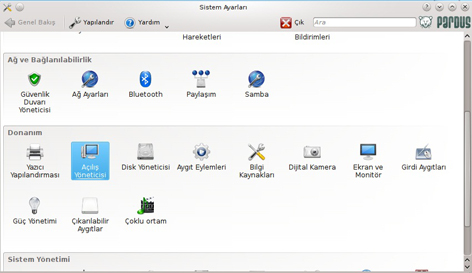 Sistem Ayarları
Genel Bakış
Yapılandır
Yardım
Çık
Ara
PARDUS
Hareketleri
Bildirimleri
Ağ ve Bağlanılabilirlik
Güvenlik Duvarı Yöneticisi
Ağ Ayarları
Bluetooth
Paylaşım
Samba
Donanım
Yazıcı Yapılandırması
Açılış Yöneticisi
Disk Yöneticisi
Aygıt Eylemleri
Bilgi Kaynakları
Dijital Kamera
Ekran ve Monitör
Girdi Aygıtları
Güç Yönetimi
Çıkarılabilir Aygıtlar
Çoklu ortam
Sistem Yönetimi